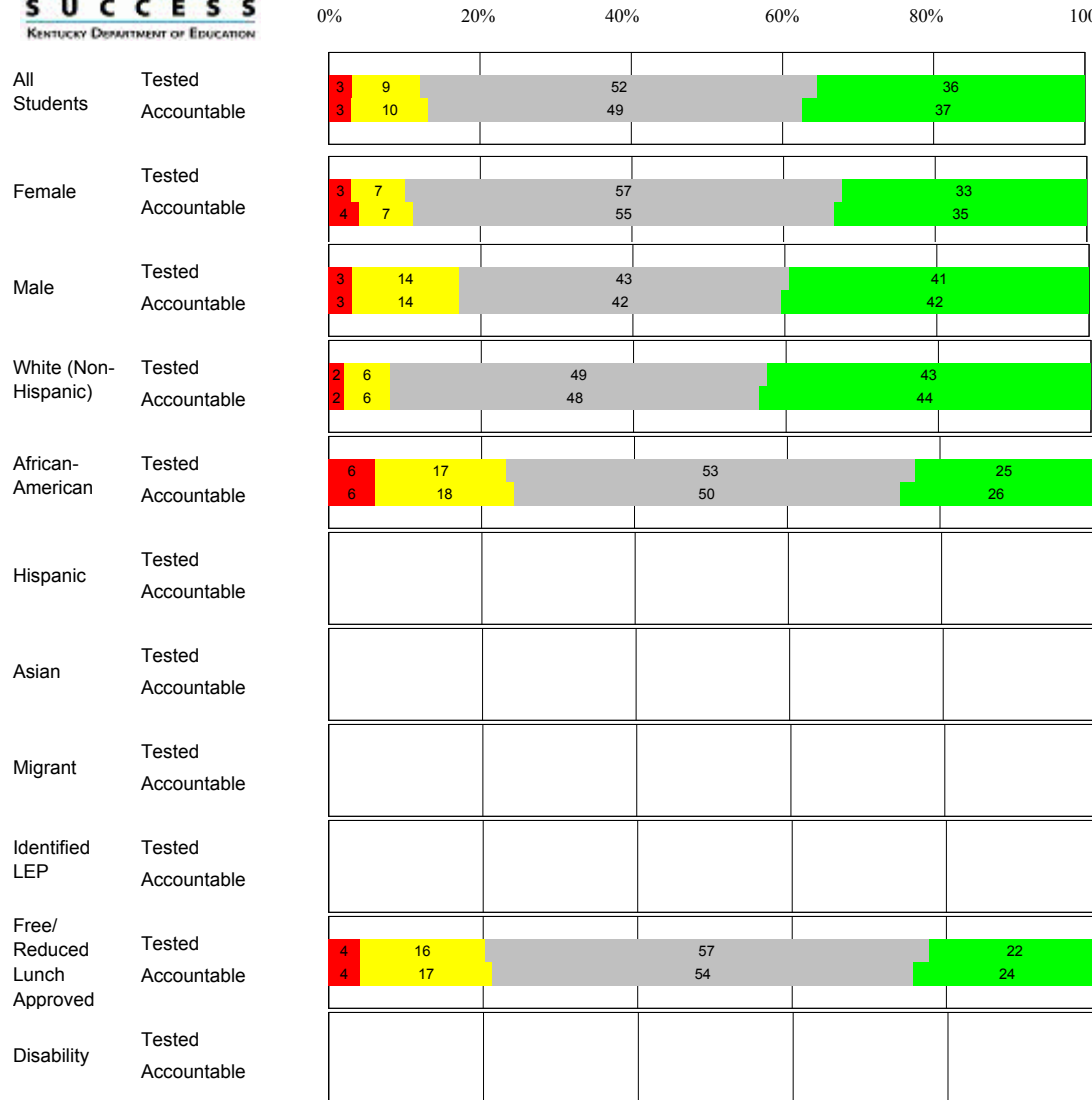 SUCCESS
KENTUCKY DEPARTMENT OF EDUCATION
0% 20% 40% 60% 80% 100
All Students
Tested 3 9 52 36
Accountable 3 10 49 37
Female
Tested 3 7 57 33
Accountable 4 7 55 35
Male
Tested 3 14 43 41
Accountable 3 14 42 42
White (Non-
Hispanic)
Tested 2 6 49 43
Accountable 2 6 48 44
African-
American
Tested 6 17 53 25
Accountable 6 18 50 26
Hispanic
Tested
Accountable
Asian
Tested
Accountable
Migrant
Tested
Accountable
Identified
LEP
Tested
Accountable
Free/
Reduced
Lunch
Approved
Tested 4 16 57 22
Accountable 4 17 54 24
Disability
Tested
Accountable